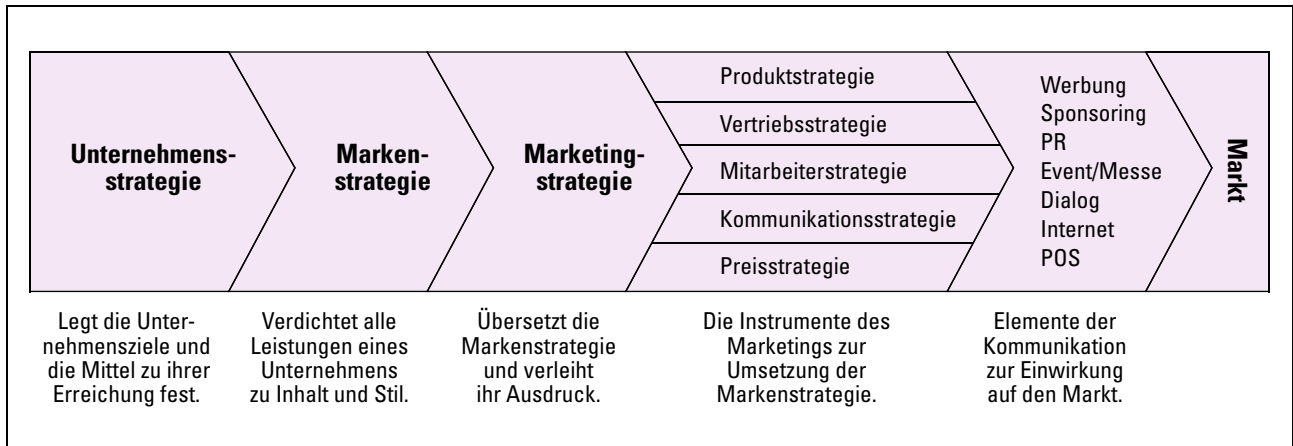 Unternehmens-
strategie
Marken-
strategie
Marketing-
strategie
Produktstrategie
Vertriebsstrategie
Mitarbeiterstrategie
Kommunikationsstrategie
Preisstrategie
Werbung
Sponsoring
PR
Event/Messe
Dialog
Internet
POS
Markt
Legt die Unter-
nehmensziele und
die Mittel zu ihrer
Erreichung fest.
Verdichtet alle
Leistungen eines
Unternehmens
zu Inhalt und Stil.
Übersetzt die
Markenstrategie
und verleiht
ihr Ausdruck.
Die Instrumente des
Marketings zur
Umsetzung der
Markenstrategie.
Elemente der
Kommunikation
zur Einwirkung
auf den Markt.